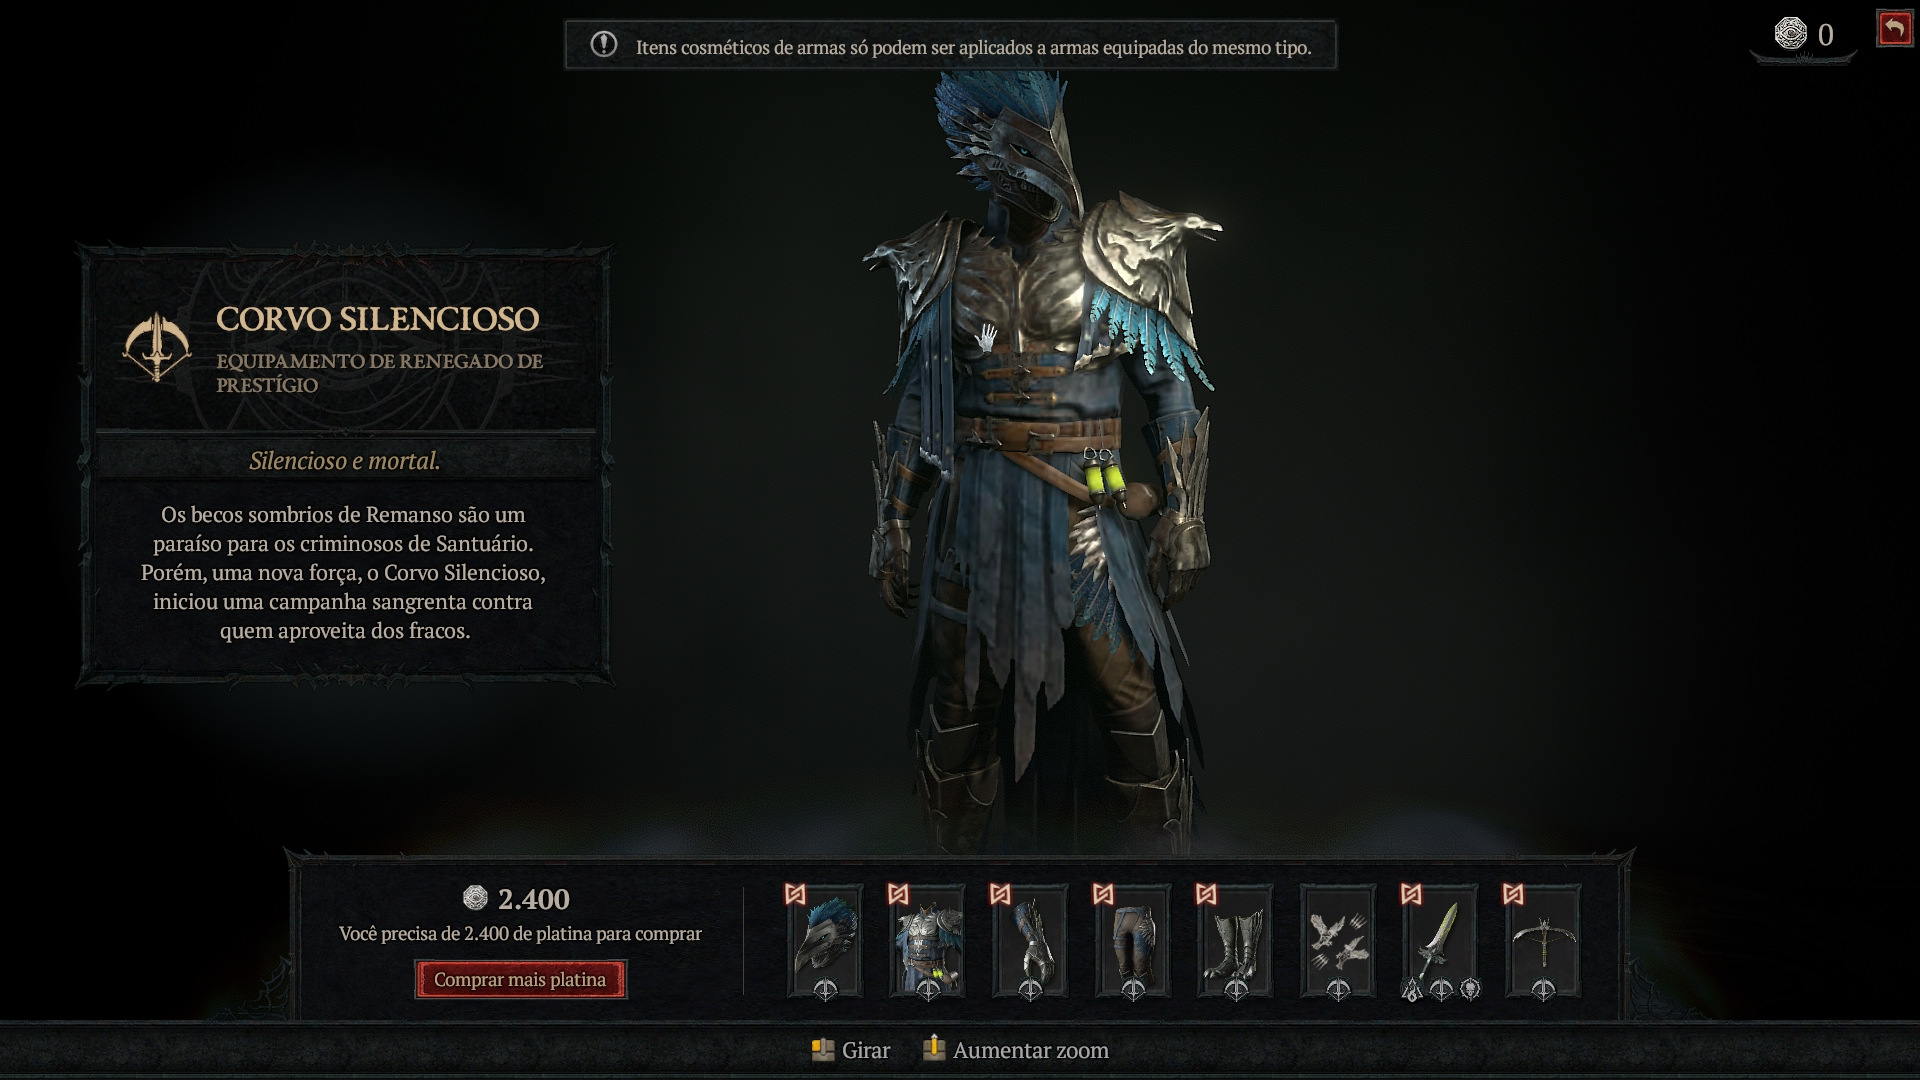 Itens cosméticos de armas só podem ser aplicados a armas equipadas do mesmo tipo.
0
CORVO SILENCIOSO
EQUIPAMENTO DE RENEGADO DE
PRESTÍGIO
Silencioso e mortal.
Os becos sombrios de Remanso são um
paraíso para os criminosos de Santuário.
Porém, uma nova força, o Corvo Silencioso,
iniciou uma campanha sangrenta contra
quem aproveita dos fracos.
2.400
Você precisa de 2.400 de platina para comprar
Comprar mais platina
Girar
Aumentar zoom